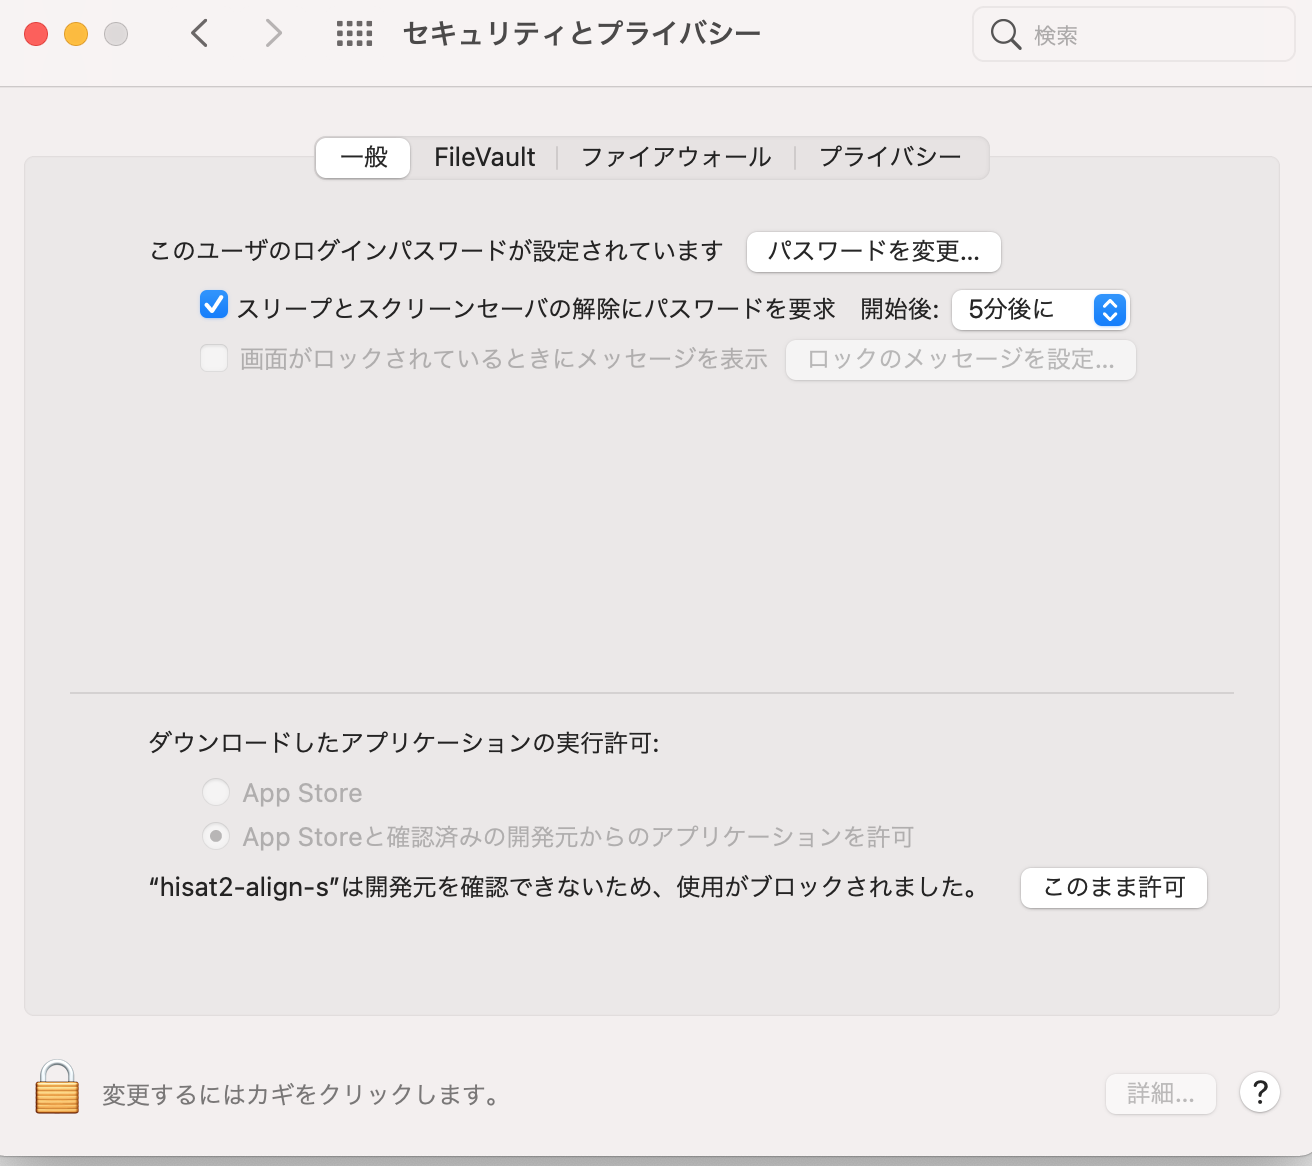 セキュリティとプライバシー
検索
一般 FileVault ファイアウォール プライバシー
このユーザのログインパスワードが設定されています パスワードを変更...
スリープとスクリーンセーバの解除にパスワードを要求 開始後: 5分後に
画面がロックされているときにメッセージを表示 ロックのメッセージを設定...
ダウンロードしたアプリケーションの実行許可:
App Store
App Storeと確認済みの開発元からのアプリケーションを許可
“hisat2-align-s”は開発元を確認できないため、使用がブロックされました。 このまま許可
変更するにはカギをクリックします。 詳細... ?